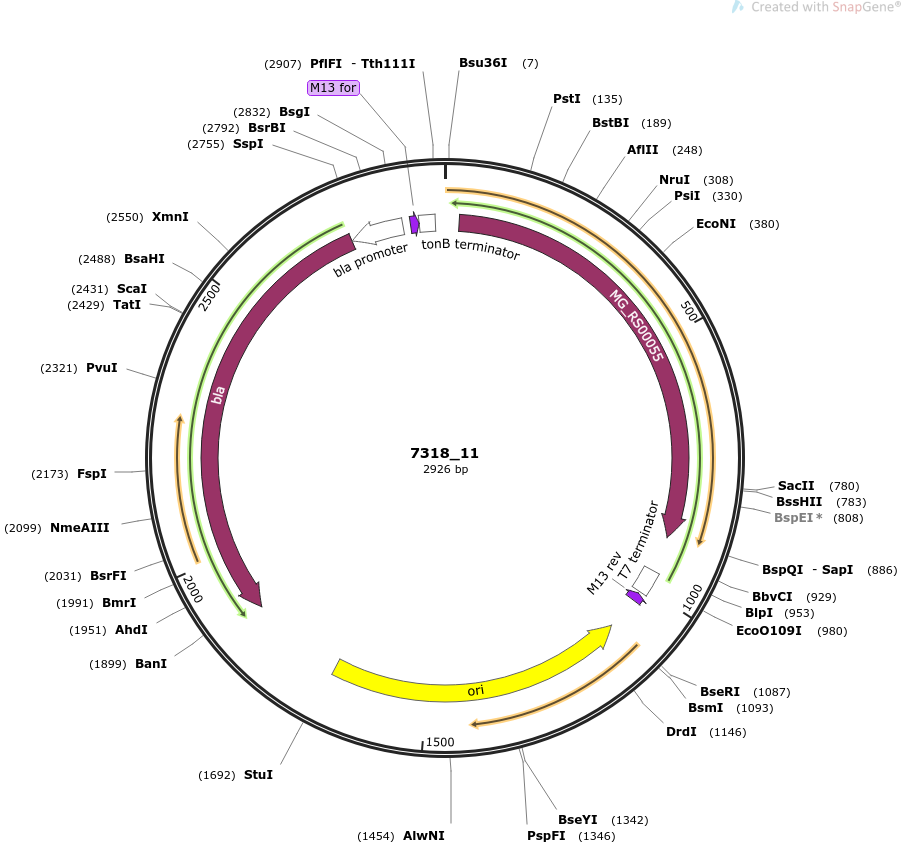 Created with SnapGene®
(2907) PflFI - Tth111I
Bsu36I (7)
M13 for
(2832) BsgI
(2792) BsrBI
(2755) SspI
PstI (135)
BstBI (189)
AflII (248)
NruI (308)
PsiI (330)
EcoNI (380)
(2550) XmnI
(2488) BsaHI
(2431) ScaI
(2429) TatI
(2321) PvuI
(2173) FspI
(2099) NmeAIII
(2031) BsrFI
(1991) BmrI
(1951) AhdI
(1899) BanI
(1692) StuI
(1454) AlwNI
bla promoter
tonB terminator
MG_RS00055
bla
2500
500
7318_11
2926 bp
SacII (780)
BssHII (783)
BspEI * (808)
BspQI - SapI (886)
BbvCI (929)
BlpI (953)
EcoO109I (980)
T7 terminator
M13 rev
1000
2000
1500
ori
BseRI (1087)
BsmI (1093)
DrdI (1146)
BseYI (1342)
PspFI (1346)